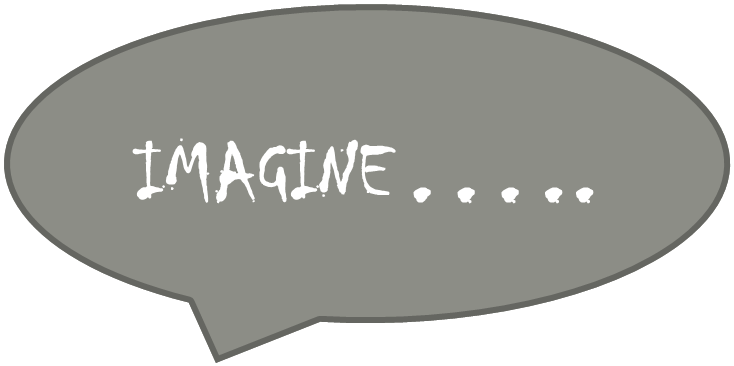 IMAGINE . . . . .